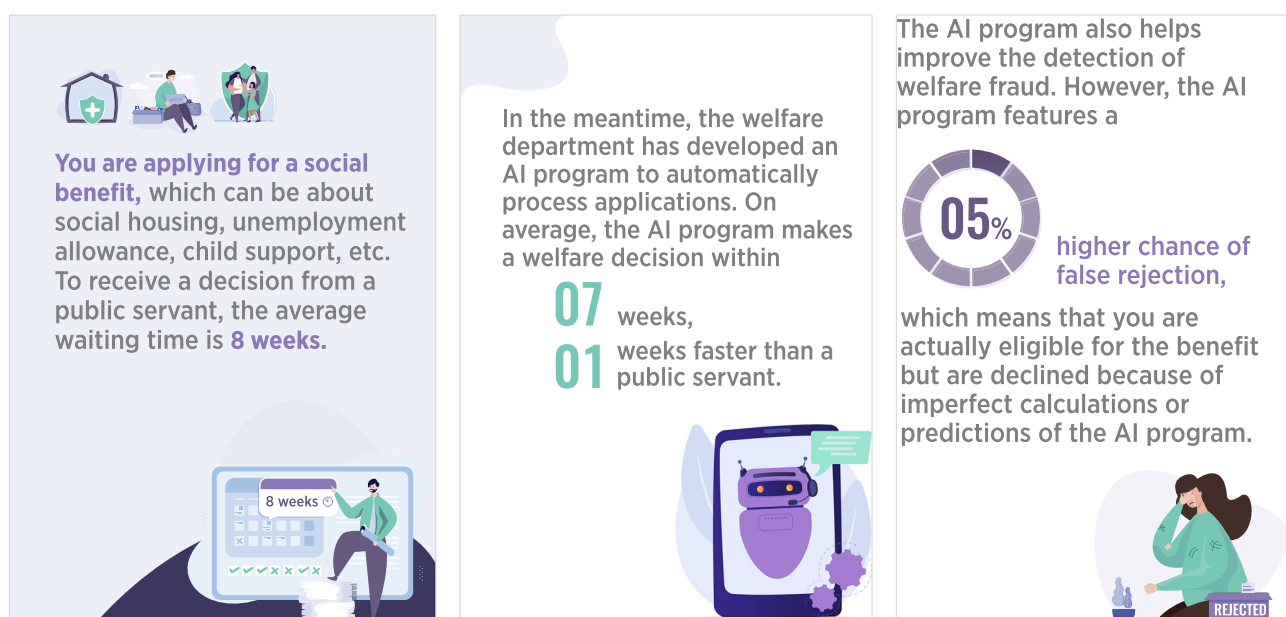 You are applying for a social
benefit, which can be about
social housing, unemployment
allowance, child support, etc.
To receive a decision from a
public servant, the average
waiting time is 8 weeks.
8 weeks
In the meantime, the welfare
department has developed an
AI program to automatically
process applications. On
average, the AI program makes
a welfare decision within
07 weeks,
01 weeks faster than a
public servant.
The AI program also helps
improve the detection of
welfare fraud. However, the AI
program features a
05%
higher chance of
false rejection,
which means that you are
actually eligible for the benefit
but are declined because of
imperfect calculations or
predictions of the AI program.
REJECTED